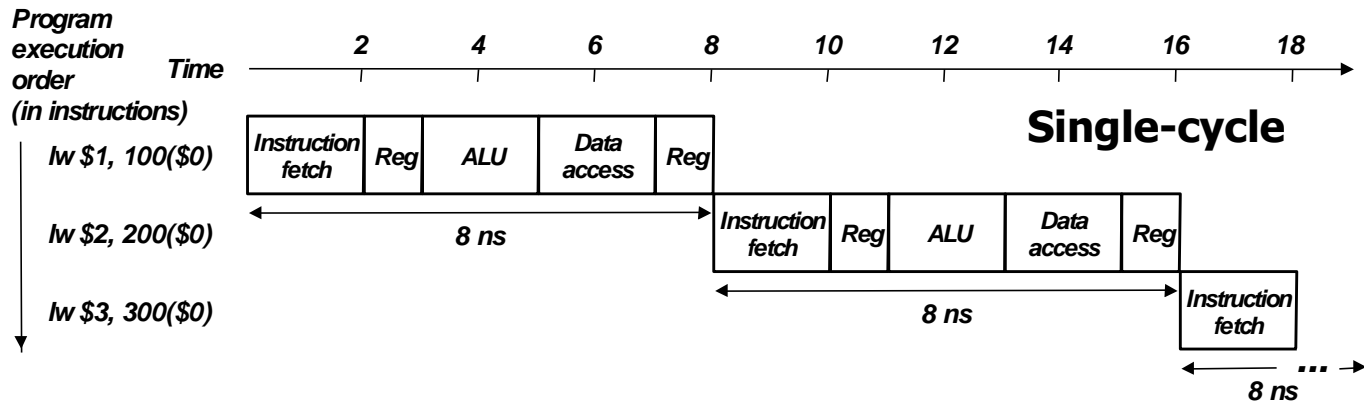 Program
execution
order
(in instructions)
Time
2 4 6 8 10 12 14 16 18
Single-cycle
lw $1, 100($0)
Instruction
fetch
Reg
ALU
Data
access
Reg
8 ns
lw $2, 200($0)
Instruction
fetch
Reg
ALU
Data
access
Reg
8 ns
lw $3, 300($0)
Instruction
fetch
...
8 ns